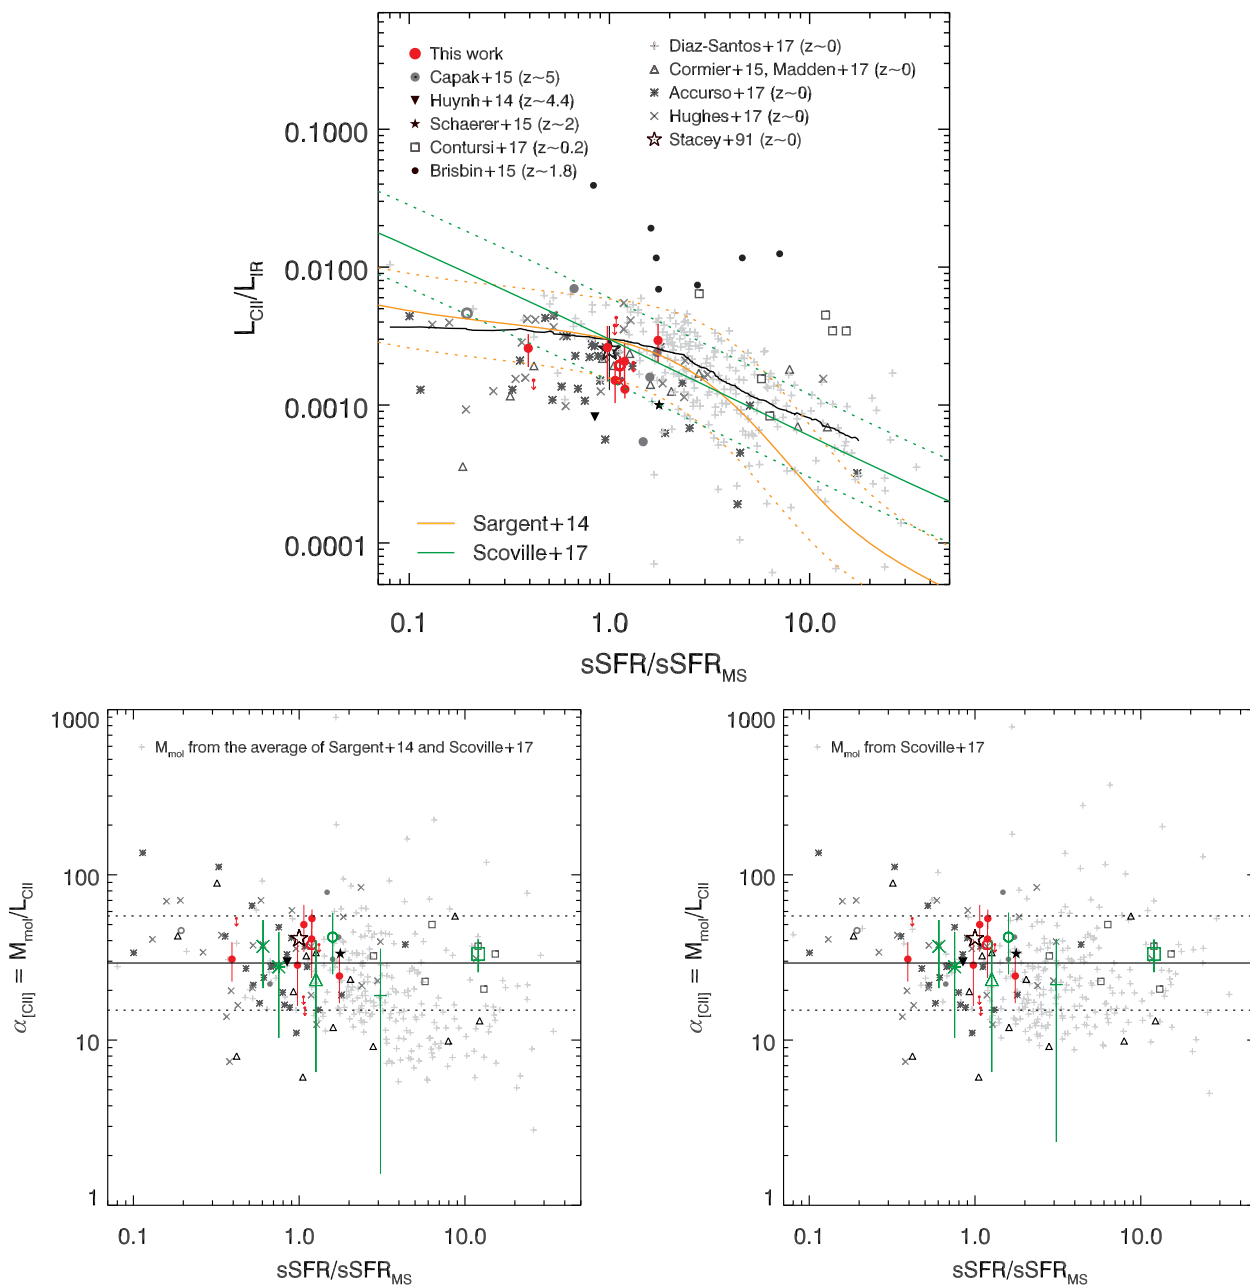 This work
Capak+15 (z~5)
Huynh+14 (z~4.4)
Schaerer+15 (z~2)
Contursi+17 (z~0.2)
Brisbin+15 (z~1.8)
Diaz-Santos+17 (z~0)
Cormier+15, Madden+17 (z~0)
Accurso+17 (z~0)
Hughes+17 (z~0)
Stacey+91 (z~0)
0.1000
0.0100
0.0010
0.0001
L_CII/L_IR
Sargent+14
Scoville+17
0.1 1.0 10.0
sSFR/sSFR_MS
M_mol from the average of Sargent+14 and Scoville+17
1000
100
10
1
α_[CII] = M_mol/L_CII
0.1 1.0 10.0
sSFR/sSFR_MS
M_mol from Scoville+17
1000
100
10
1
α_[CII] = M_mol/L_CII
0.1 1.0 10.0
sSFR/sSFR_MS